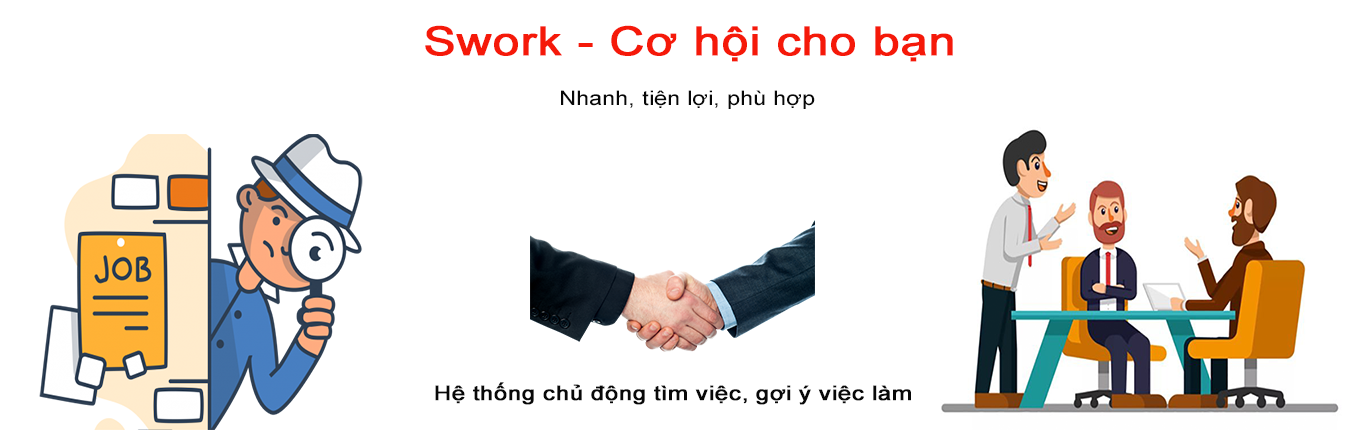 Swork - Cơ hội cho bạn
Nhanh, tiện lợi, phù hợp
JOB
Hệ thống chủ động tìm việc, gợi ý việc làm